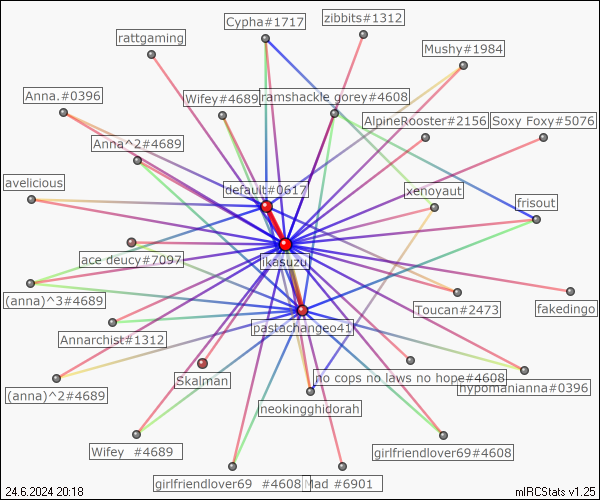 Cypha#1717
zibbits#1312
rattgaming
Mushy#1984
Anna.#0396
Wifey#4689
ramshackle gorey#4608
AlpineRooster#2156
Soxy Foxy#5076
Anna^2#4689
avelicious
default#0617
xenoyaut
frisout
ace deucy#7097
jikasuzu
(anna)^3#4689
Toucan#2473
fakedingo
Annarchist#1312
pastachangeo41
Skalman
no cops no laws no hope#4608
hypomanianna#0396
(anna)^2#4689
neokingghidorah
Wifey #4689
girlfriendlover69#4608
girlfriendlover69 #4608
Mad #6901
24.6.2024 20:18
mIRCStats v1.25